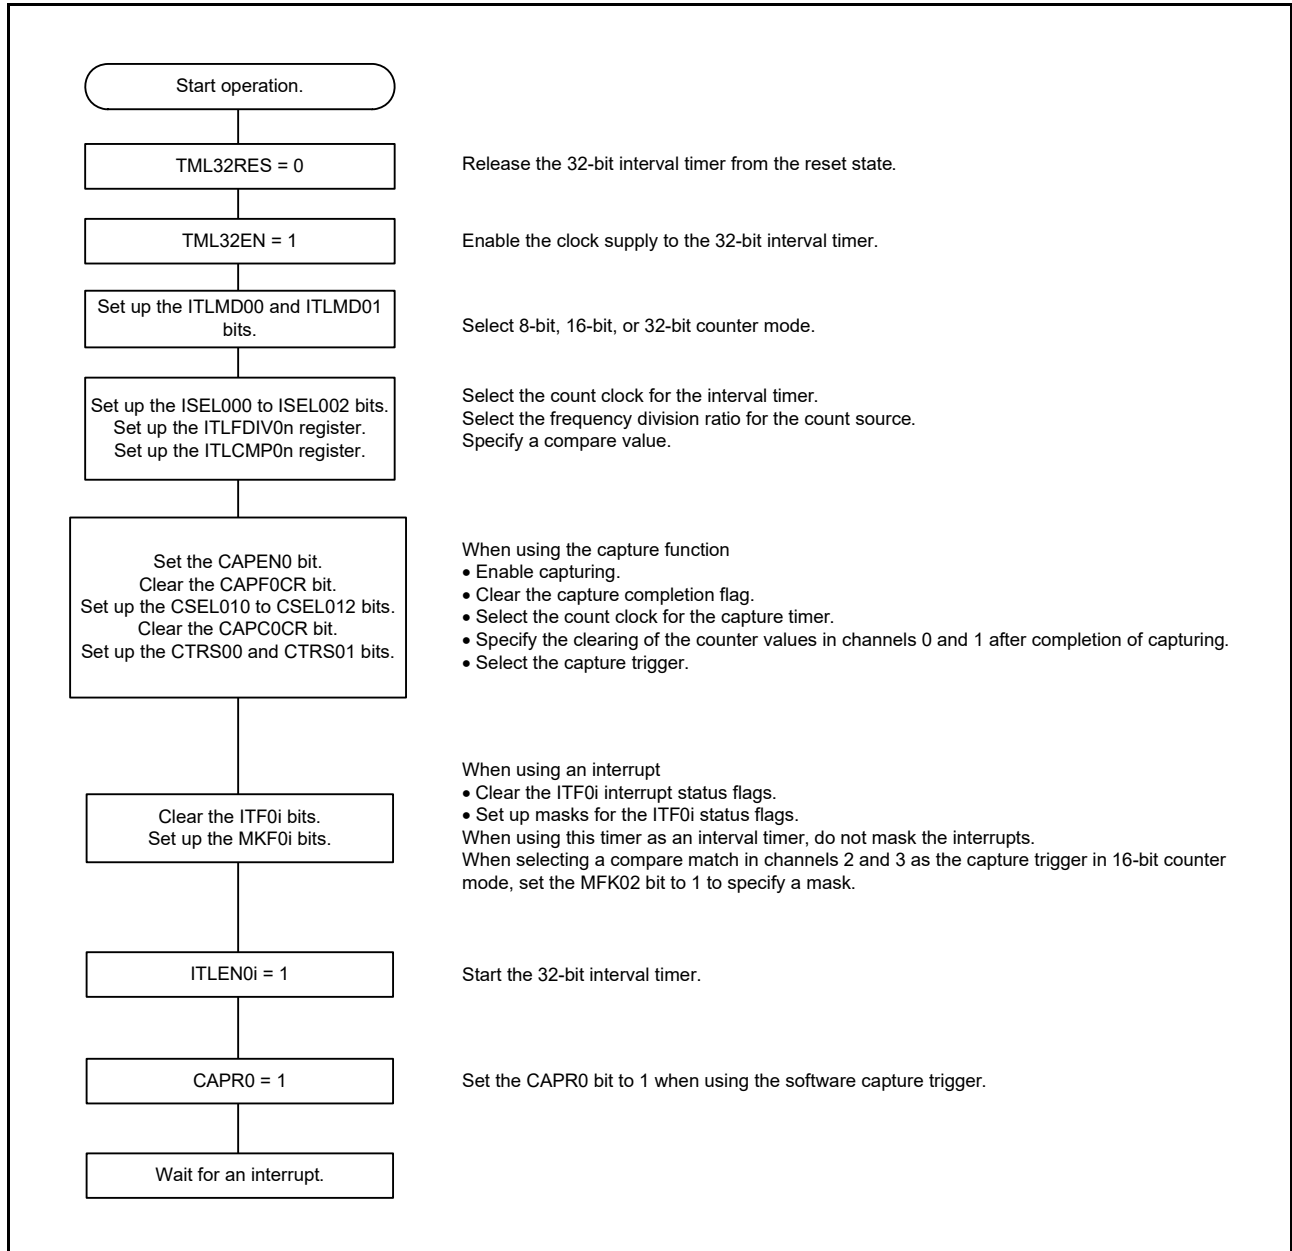 Start operation.
TML32RES = 0
Release the 32-bit interval timer from the reset state.
TML32EN = 1
Enable the clock supply to the 32-bit interval timer.
Set up the ITLMD00 and ITLMD01
bits.
Select 8-bit, 16-bit, or 32-bit counter mode.
Set up the ISEL000 to ISEL002 bits.
Set up the ITLFDIV0n register.
Set up the ITLCMP0n register.
Select the count clock for the interval timer.
Select the frequency division ratio for the count source.
Specify a compare value.
Set the CAPEN0 bit.
Clear the CAPF0CR bit.
Set up the CSEL010 to CSEL012 bits.
Clear the CAPC0CR bit.
Set up the CTRS00 and CTRS01 bits.
When using the capture function
• Enable capturing.
• Clear the capture completion flag.
• Select the count clock for the capture timer.
• Specify the clearing of the counter values in channels 0 and 1 after completion of capturing.
• Select the capture trigger.
Clear the ITF0i bits.
Set up the MKF0i bits.
When using an interrupt
• Clear the ITF0i interrupt status flags.
• Set up masks for the ITF0i status flags.
When using this timer as an interval timer, do not mask the interrupts.
When selecting a compare match in channels 2 and 3 as the capture trigger in 16-bit counter
mode, set the MFK02 bit to 1 to specify a mask.
ITLEN0i = 1
Start the 32-bit interval timer.
CAPR0 = 1
Set the CAPR0 bit to 1 when using the software capture trigger.
Wait for an interrupt.